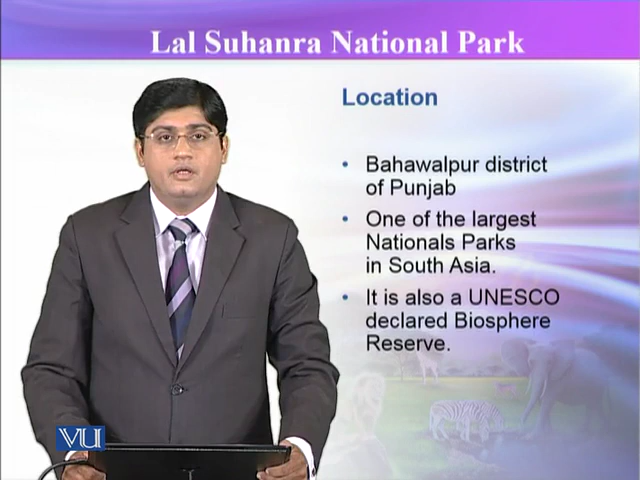 Lal Suhanra National Park
Location
• Bahawalpur district
of Punjab
• One of the largest
Nationals Parks
in South Asia.
• It is also a UNESCO
declared Biosphere
Reserve.
VU